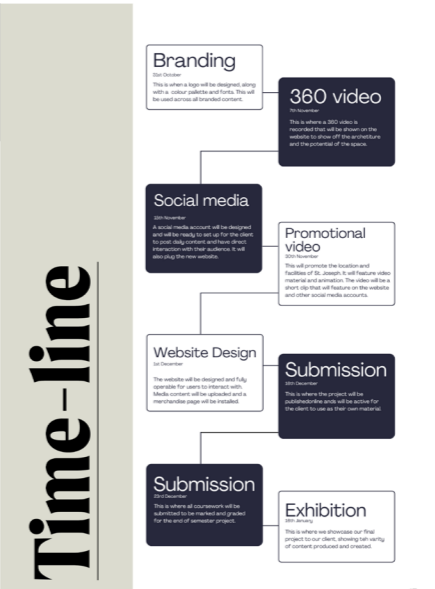 Time-line
Branding
31st October
This is when a logo will be designed, along
with a colour pallette and fonts. This will
be used across all branded content.
360 video
7th November
This is where a 360 video is
recorded that will be shown on the
website to show off the archetiture
and the potential of the space.
Social media
12th November
A social media account will be designed
and will be ready to set up for the client
to post daily content and have direct
interaction with their audience. It will
also plug the new website.
Promotional
video
30th November
This will promote the location and
facilities of St. Joseph. It will feature video
material and animation. The video will be a
short clip that will feature on the website
and other social media accounts.
Website Design
1st December
The website will be designed and fully
operable for users to interact with.
Media content will be uploaded and a
merchandise page will be installed.
Submission
15th December
This is where the project will be
publishedonline ands will be active for
the client to use as their own material.
Submission
23rd December
This is where all coursework will be
submitted to be marked and graded
for the end of semester project.
Exhibition
16th January
This is where we showcase our final
project to our client, showing teh varity
of content produced and created